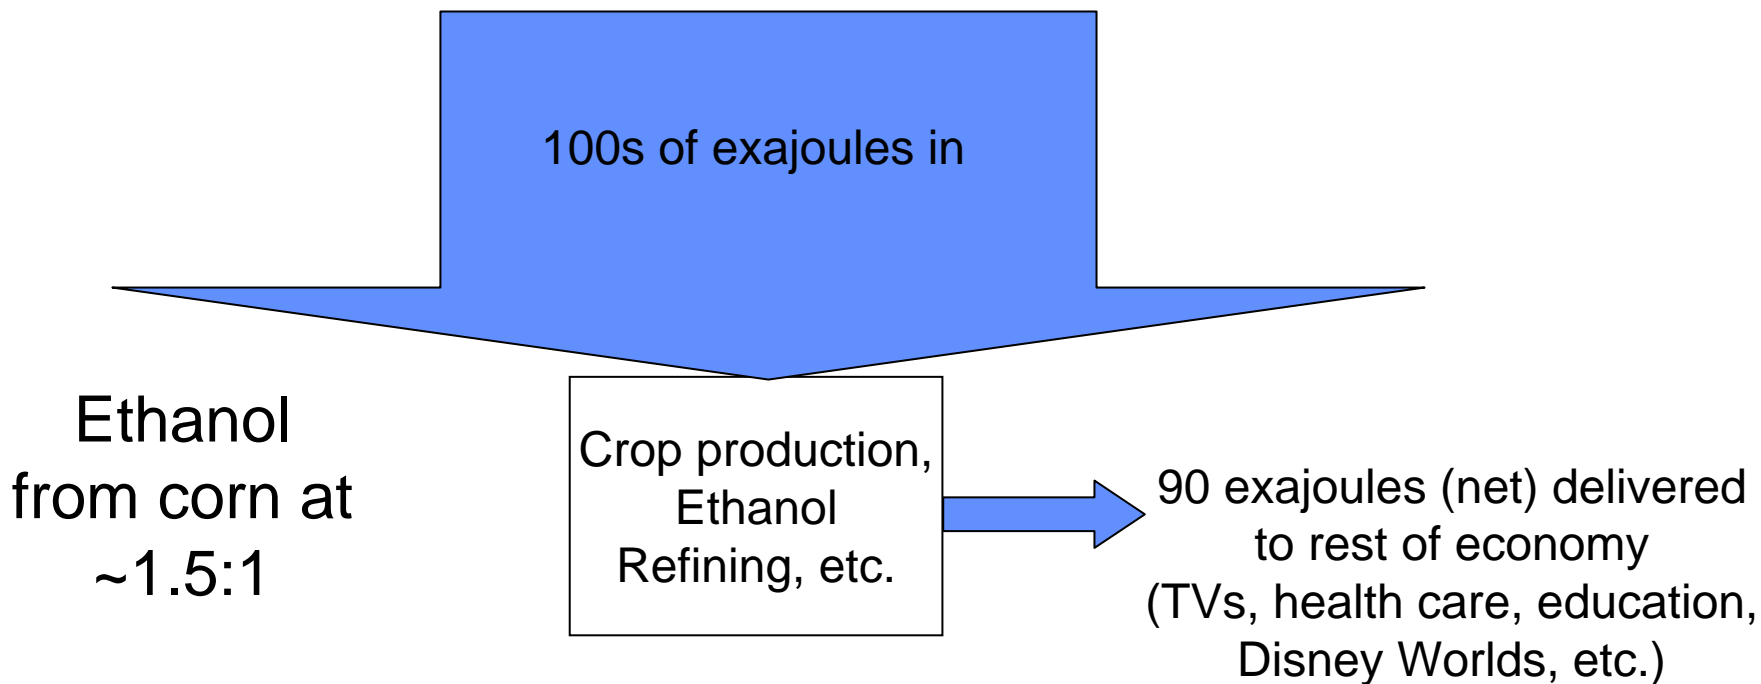 100s of exajoules in
Ethanol
from corn at
~1.5:1
Crop production,
Ethanol
Refining, etc.
90 exajoules (net) delivered
to rest of economy
(TVs, health care, education,
Disney Worlds, etc.)